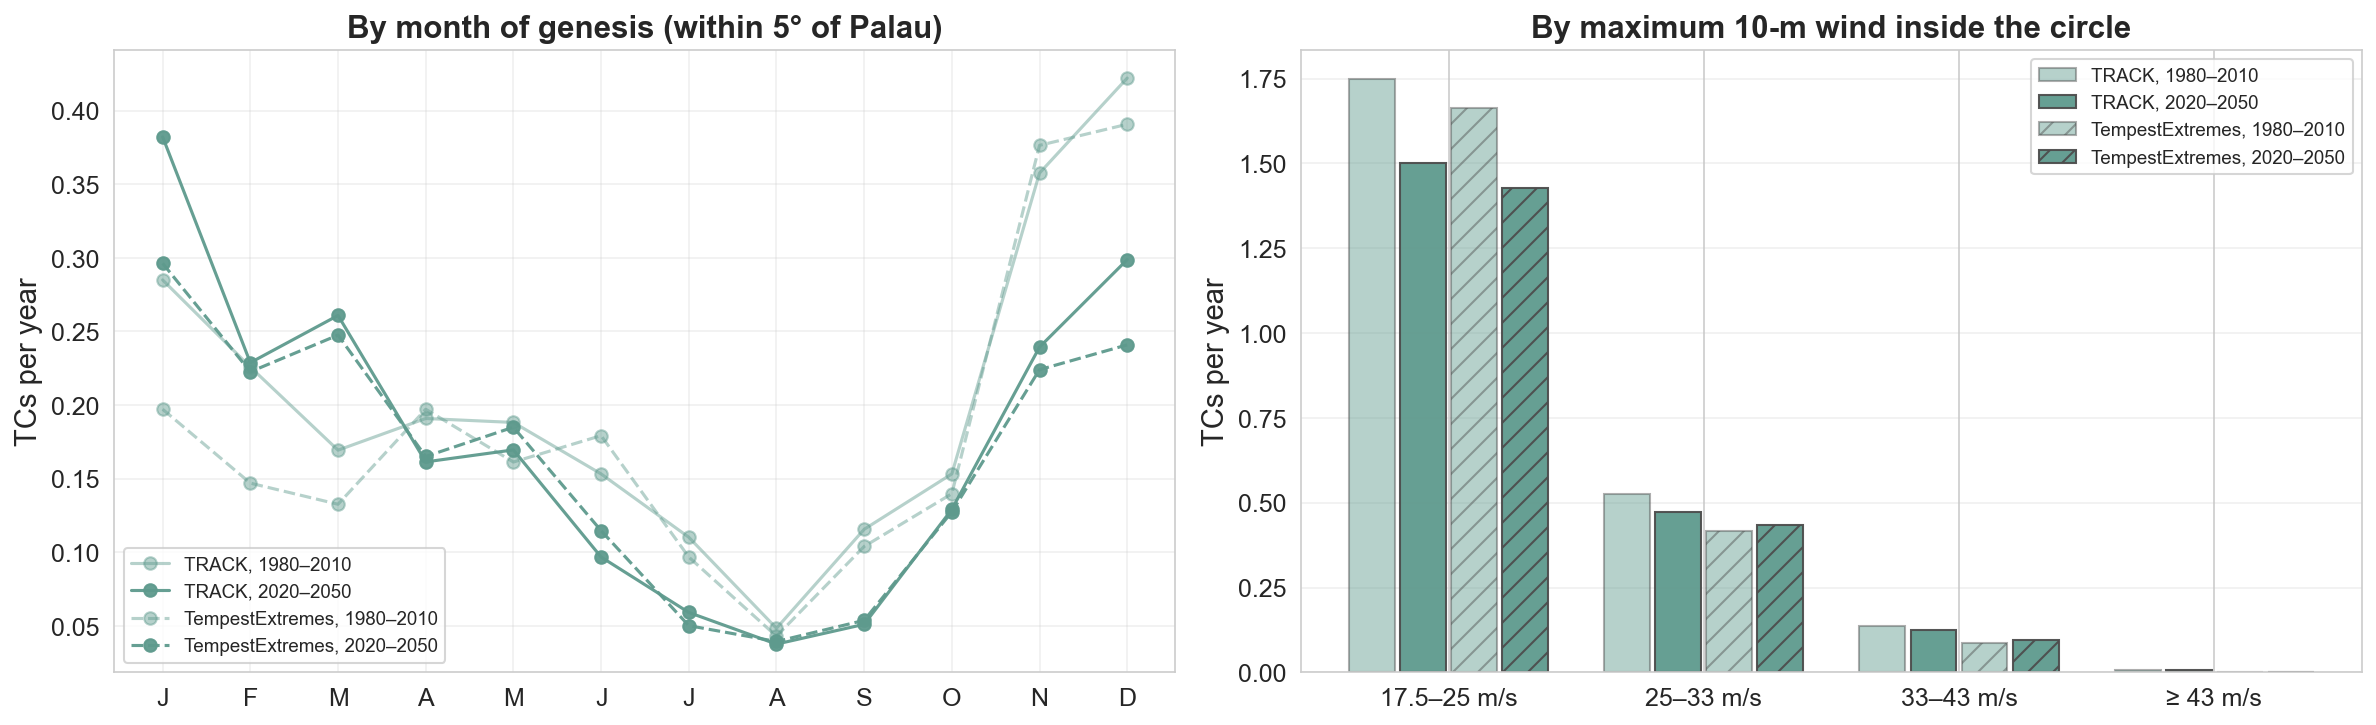 By month of genesis (within 5° of Palau)
TCs per year
0.40
0.35
0.30
0.25
0.20
0.15
0.10
0.05
TRACK, 1980–2010
TRACK, 2020–2050
TempestExtremes, 1980–2010
TempestExtremes, 2020–2050
J F M A M J J A S O N D
By maximum 10-m wind inside the circle
TCs per year
1.75
1.50
1.25
1.00
0.75
0.50
0.25
0.00
TRACK, 1980–2010
TRACK, 2020–2050
TempestExtremes, 1980–2010
TempestExtremes, 2020–2050
17.5–25 m/s 25–33 m/s 33–43 m/s ≥ 43 m/s